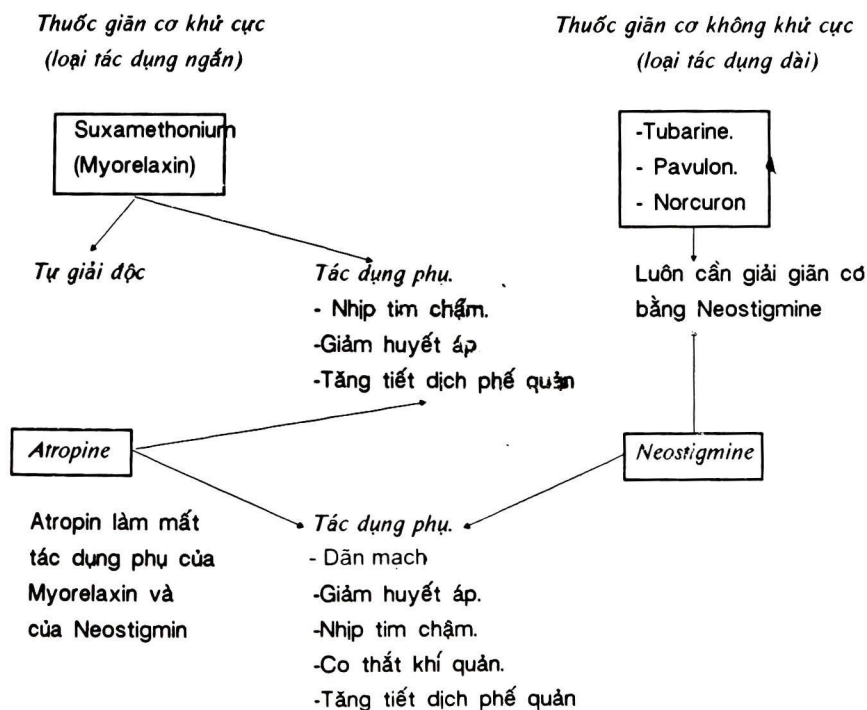 Thuốc giãn cơ khử cực
(loại tác dụng ngắn)
Thuốc giãn cơ không khử cực
(loại tác dụng dài)
Suxamethonium
(Myorelaxin)
-Tubarine.
- Pavulon.
- Norcuron
Tự giải độc
Tác dụng phụ.
- Nhịp tim chậm.
-Giảm huyết áp
-Tăng tiết dịch phế quản
Luôn cần giải giãn cơ
bằng Neostigmine
Atropine
Neostigmine
Atropin làm mất
tác dụng phụ của
Myorelaxin và
của Neostigmin
Tác dụng phụ.
- Dãn mạch
-Giảm huyết áp.
-Nhịp tim chậm.
-Co thắt khí quản.
-Tăng tiết dịch phế quản